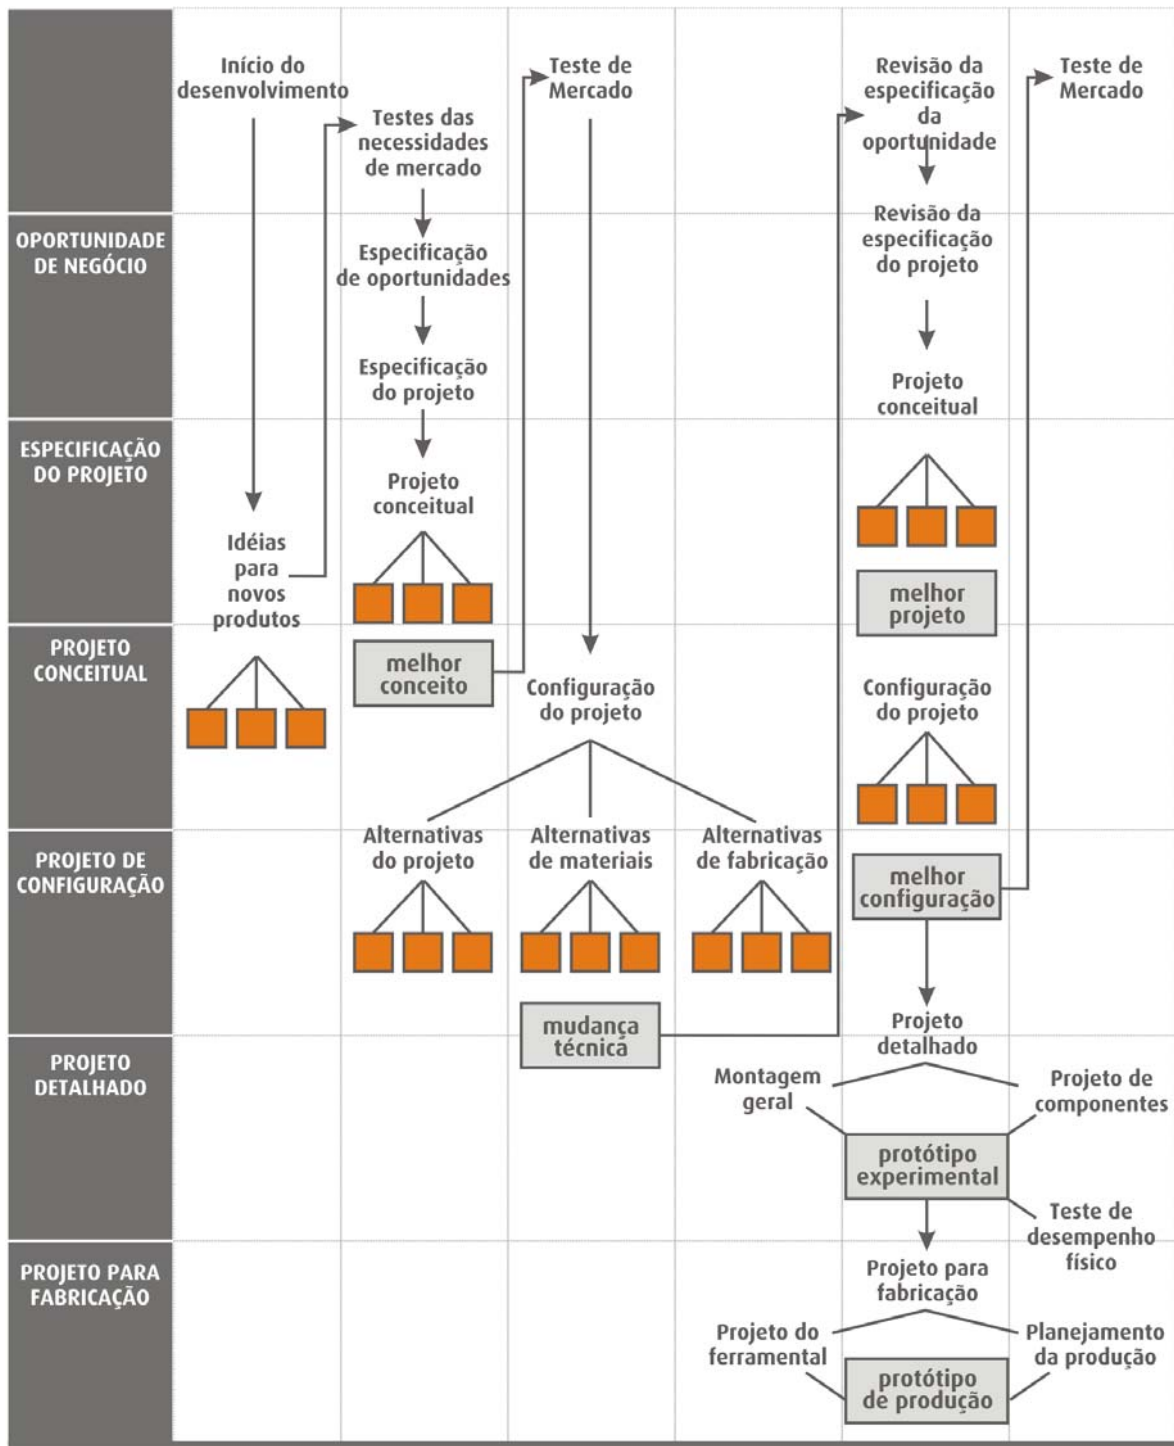 Início do
desenvolvimento
Testes das
necessidades
de mercado
Teste de
Mercado
Revisão da
especificação
da
oportunidade
Teste de
Mercado
OPORTUNIDADE
DE NEGÓCIO
Especificação
de oportunidades
Especificação
do projeto
Revisão da
especificação
do projeto
Projeto
conceitual
ESPECIFICAÇÃO
DO PROJETO
Idéias
para
novos
produtos
Projeto
conceitual
melhor
projeto
PROJETO
CONCEITUAL
melhor
conceito
Configuração
do projeto
Configuração
do projeto
PROJETO DE
CONFIGURAÇÃO
Alternativas
do projeto
Alternativas
de materiais
Alternativas
de fabricação
melhor
configuração
mudança
técnica
Projeto
detalhado
PROJETO
DETALHADO
Montagem
geral
Projeto de
componentes
protótipo
experimental
Teste de
desempenho
físico
PROJETO PARA
FABRICAÇÃO
Projeto para
fabricação
Projeto do
ferramental
Planejamento
da produção
protótipo
de produção